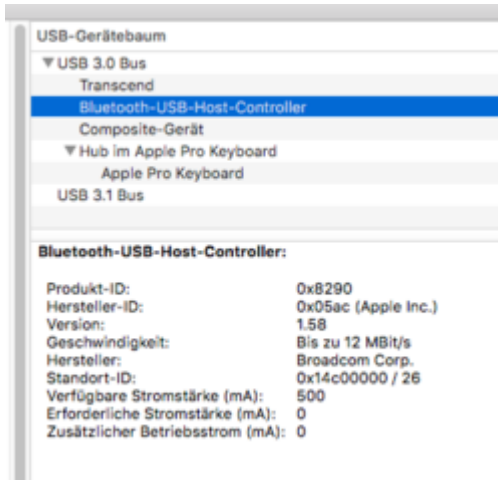 USB-Gerätebaum
▼USB 3.0 Bus
Transcend
Bluetooth-USB-Host-Controller
Composite-Gerät
▼Hub im Apple Pro Keyboard
Apple Pro Keyboard
USB 3.1 Bus
Bluetooth-USB-Host-Controller:
Produkt-ID: 0x8290
Hersteller-ID: 0x05ac (Apple Inc.)
Version: 1.58
Geschwindigkeit: Bis zu 12 MBit/s
Hersteller: Broadcom Corp.
Standort-ID: 0x14c00000 / 26
Verfügbare Stromstärke (mA): 500
Erforderliche Stromstärke (mA): 0
Zusätzlicher Betriebsstrom (mA): 0